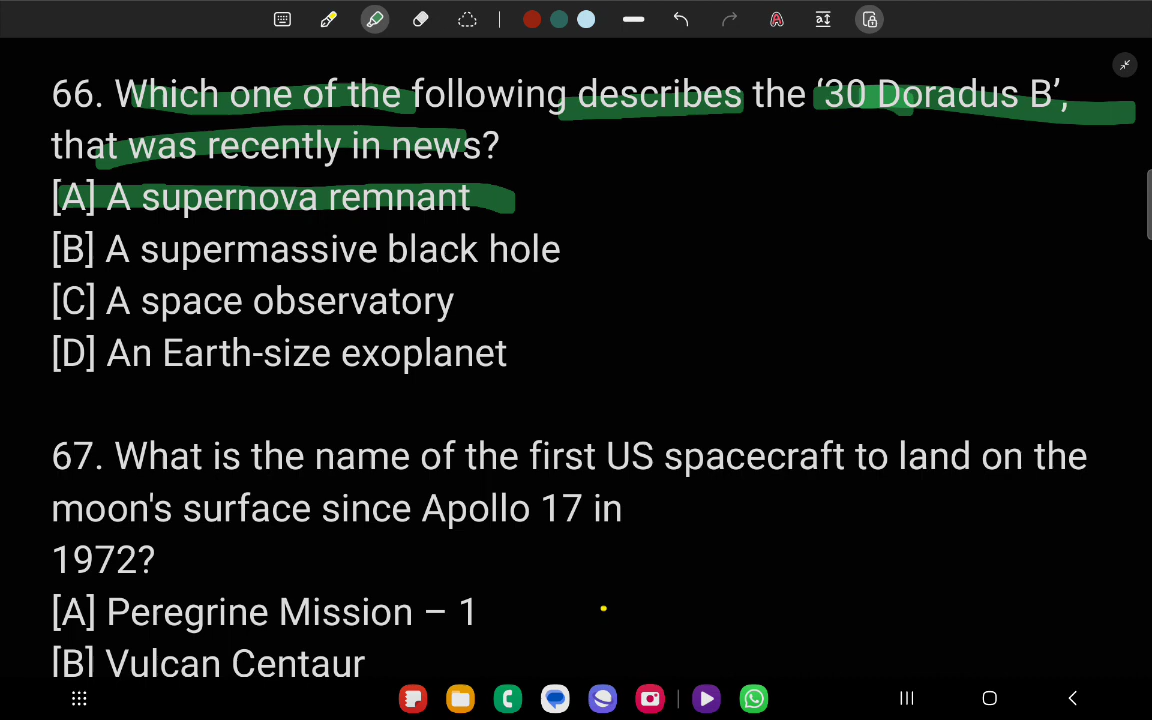 66. Which one of the following describes the ‘30 Doradus B’,
that was recently in news?
[A] A supernova remnant
[B] A supermassive black hole
[C] A space observatory
[D] An Earth-size exoplanet
67. What is the name of the first US spacecraft to land on the
moon's surface since Apollo 17 in
1972?
[A] Peregrine Mission – 1
[B] Vulcan Centaur